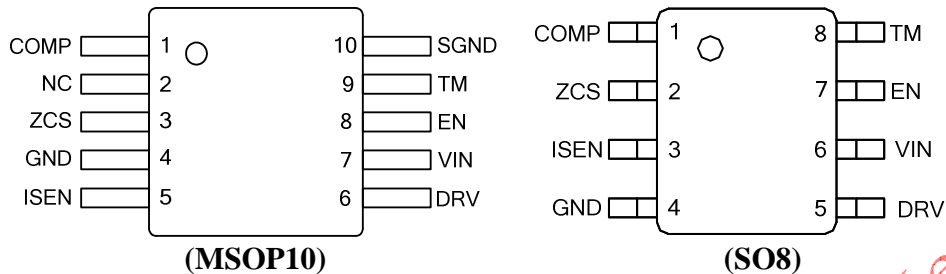 COMP 1 10 SGND
NC 2 9 TM
ZCS 3 8 EN
GND 4 7 VIN
ISEN 5 6 DRV
(MSOP10)
COMP 1 8 TM
ZCS 2 7 EN
ISEN 3 6 VIN
GND 4 5 DRV
(SO8)